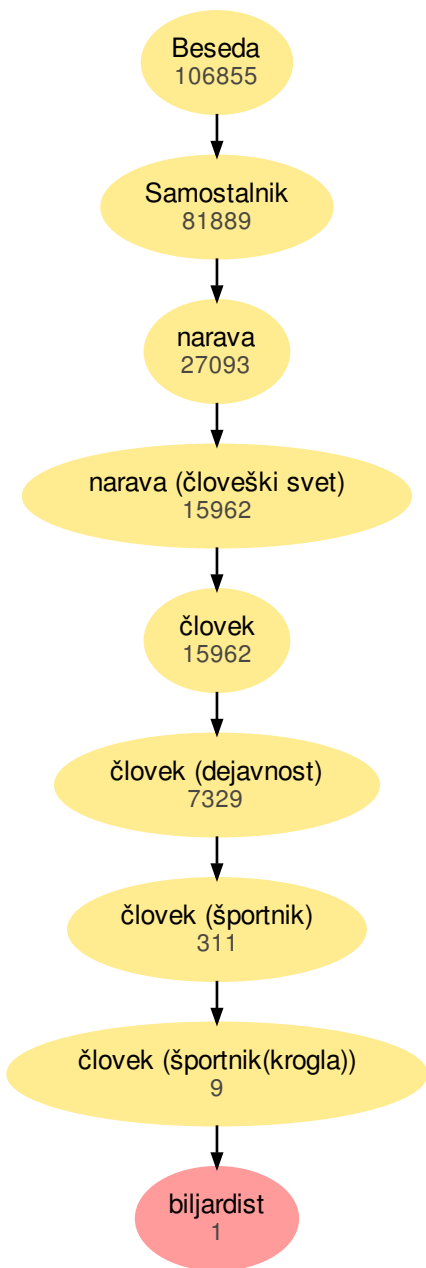 Beseda
106855
Samostalnik
81889
narava
27093
narava (človeški svet)
15962
človek
15962
človek (dejavnost)
7329
človek (športnik)
311
človek (športnik(krogla))
9
biljardist
1